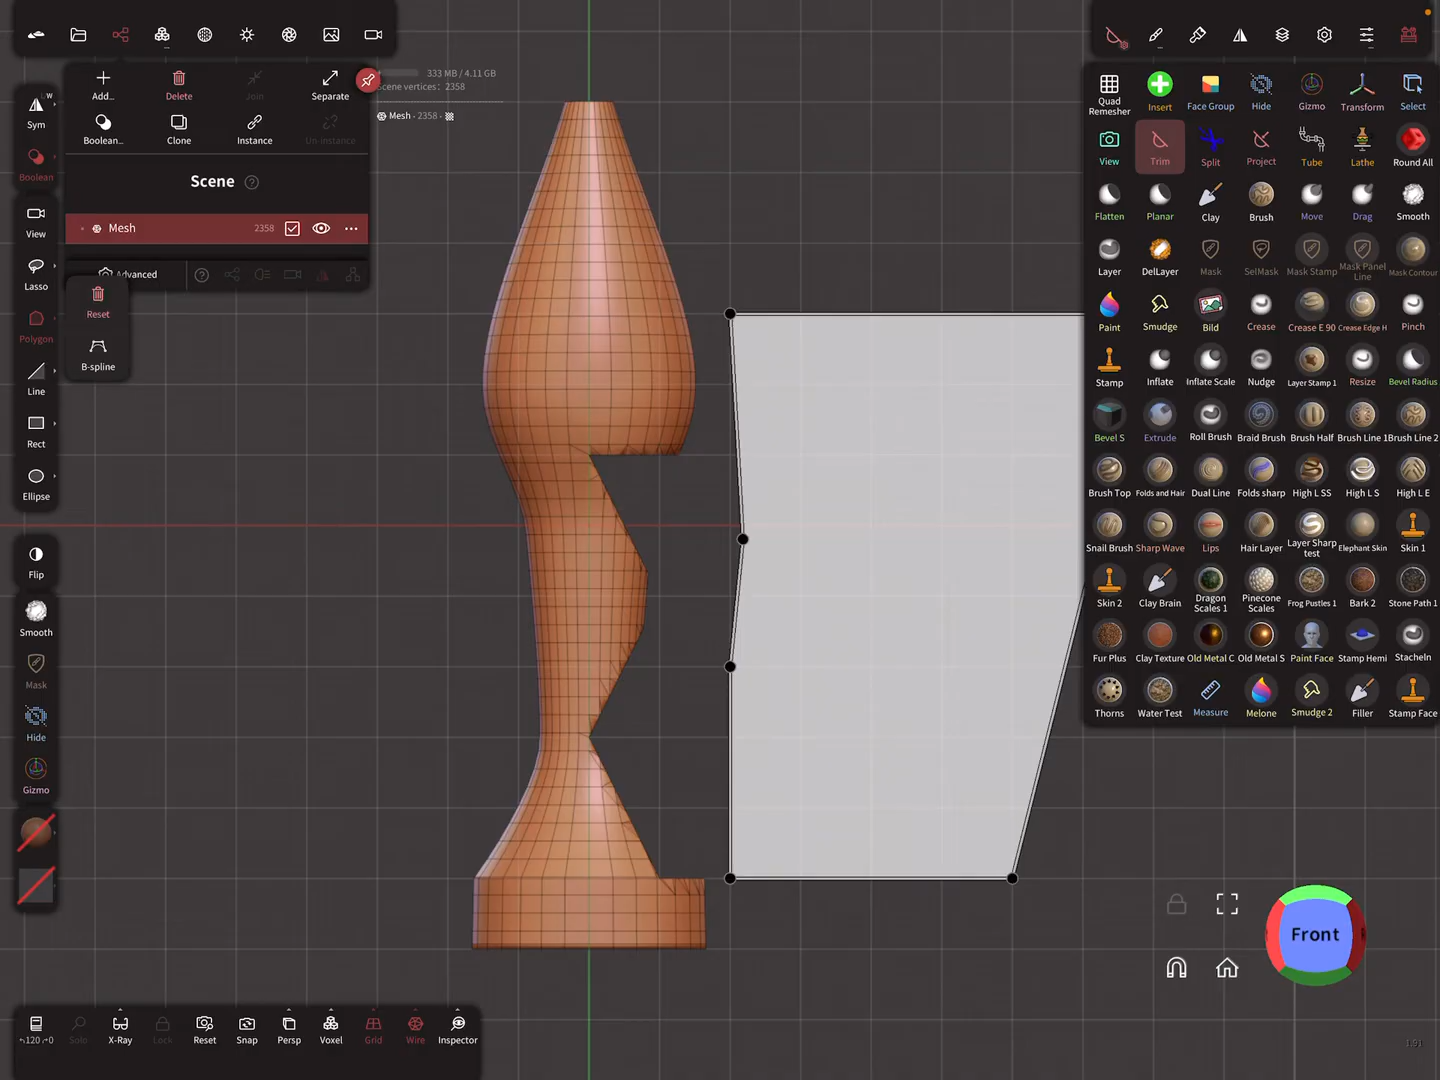 333 MB / 4.11 GB
Scene vertices: 2358
Mesh · 2358 ·
Add...
Delete
Join
Separate
Boolean...
Clone
Instance
Un-instance
Scene
Mesh
2358
Advanced
Reset
B-spline
W
Sym
Boolean
View
Lasso
Polygon
Line
Rect
Ellipse
Flip
Smooth
Mask
Hide
Gizmo
Quad Remesher
Insert
Face Group
Hide
Gizmo
Transform
Select
View
Trim
Split
Project
Tube
Lathe
Round All
Flatten
Planar
Clay
Brush
Move
Drag
Smooth
Layer
DelLayer
Mask
SelMask
Mask Stamp
Mask Panel Line
Mask Contour
Paint
Smudge
Bild
Crease
Crease E 90
Crease Edge H
Pinch
Stamp
Inflate
Inflate Scale
Nudge
Layer Stamp 1
Resize
Bevel Radius
Bevel S
Extrude
Roll Brush
Braid Brush
Brush Half
Brush Line 1
Brush Line 2
Brush Top
Folds and Hair
Dual Line
Folds sharp
High L SS
High L S
High L E
Snail Brush
Sharp Wave
Lips
Hair Layer
Layer Sharp test
Elephant Skin
Skin 1
Skin 2
Clay Brain
Dragon Scales 1
Pinecone Scales
Frog Pustles 1
Bark 2
Stone Path 1
Fur Plus
Clay Texture
Old Metal C
Old Metal S
Paint Face
Stamp Hemi
Stacheln
Thorns
Water Test
Measure
Melone
Smudge 2
Filler
Stamp Face
Front
120
0
Solo
X-Ray
Lock
Reset
Snap
Persp
Voxel
Grid
Wire
Inspector
1.91